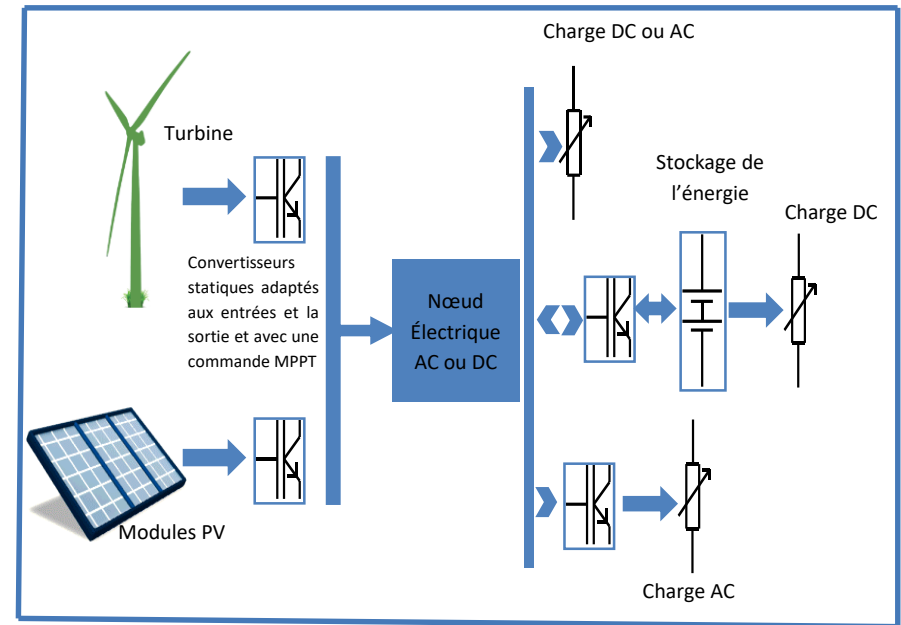 Charge DC ou AC
Turbine
Stockage de
l'énergie
Charge DC
Convertisseurs
statiques adaptés
aux entrées et la
sortie et avec une
commande MPPT
Nœud
Électrique
AC ou DC
Modules PV
Charge AC